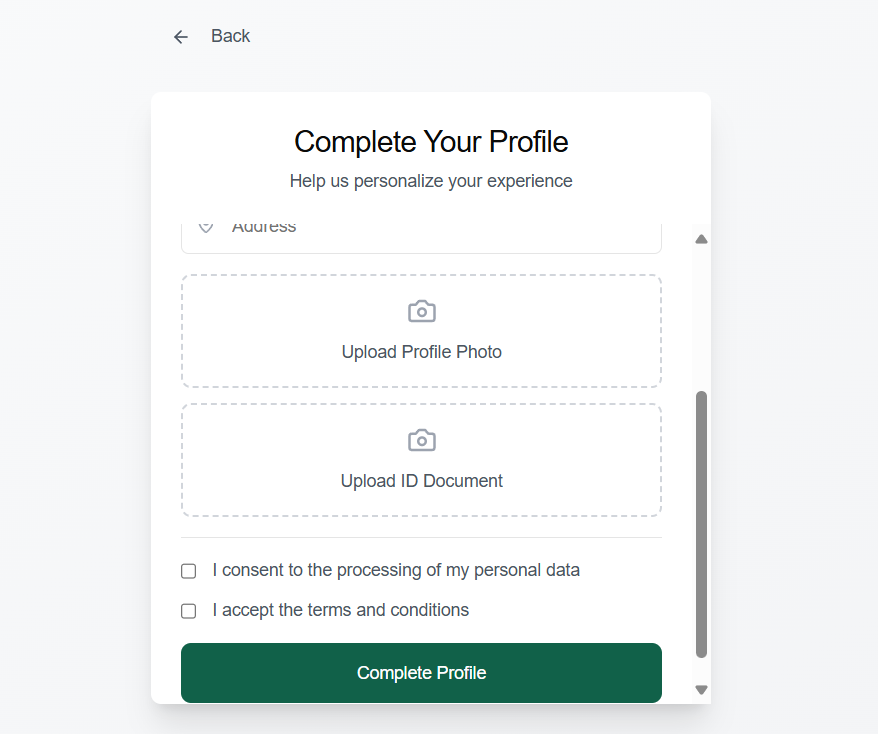 Back
Complete Your Profile
Help us personalize your experience
Address
Upload Profile Photo
Upload ID Document
I consent to the processing of my personal data
I accept the terms and conditions
Complete Profile